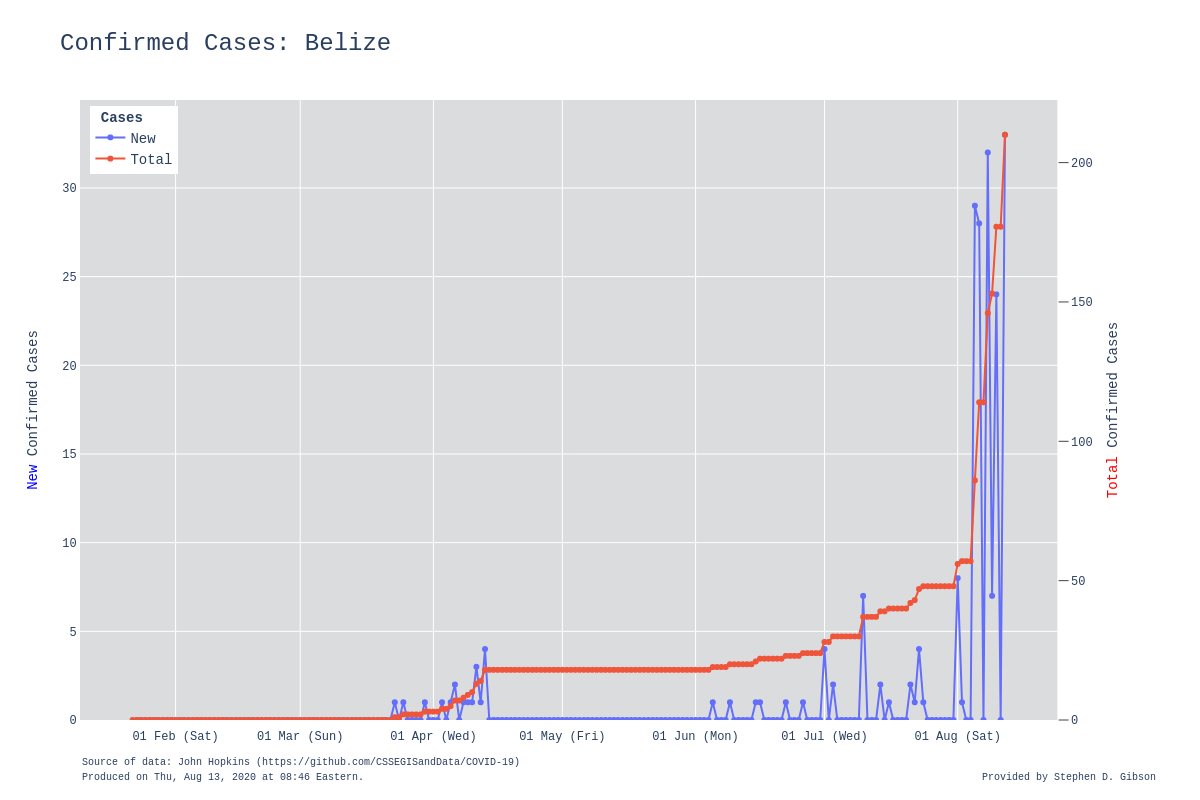 Confirmed Cases: Belize
Cases
New
Total
30
25
20
15
10
5
0
200
150
100
50
0
New Confirmed Cases
Total Confirmed Cases
01 Feb (Sat) 01 Mar (Sun) 01 Apr (Wed) 01 May (Fri) 01 Jun (Mon) 01 Jul (Wed) 01 Aug (Sat)
Source of data: John Hopkins (https://github.com/CSSEGISandData/COVID-19)
Produced on Thu, Aug 13, 2020 at 08:46 Eastern.
Provided by Stephen D. Gibson